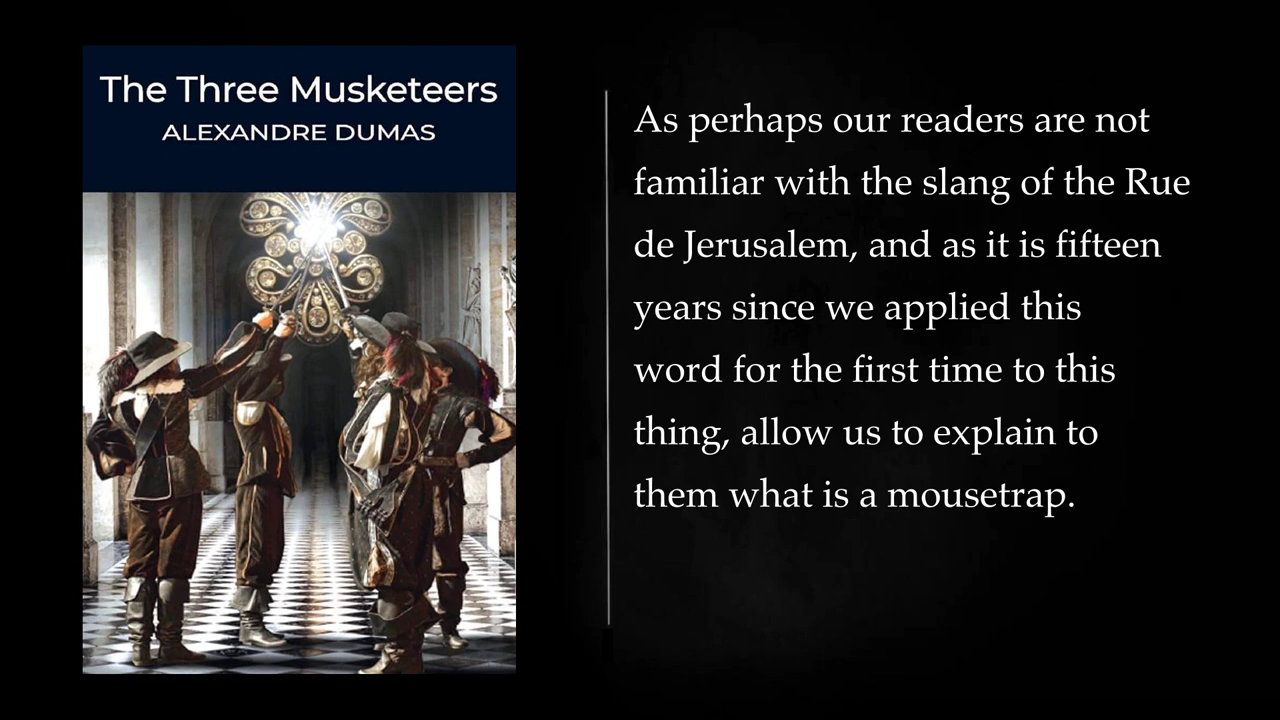 The Three Musketeers
ALEXANDRE DUMAS
As perhaps our readers are not
familiar with the slang of the Rue
de Jerusalem, and as it is fifteen
years since we applied this
word for the first time to this
thing, allow us to explain to
them what is a mousetrap.